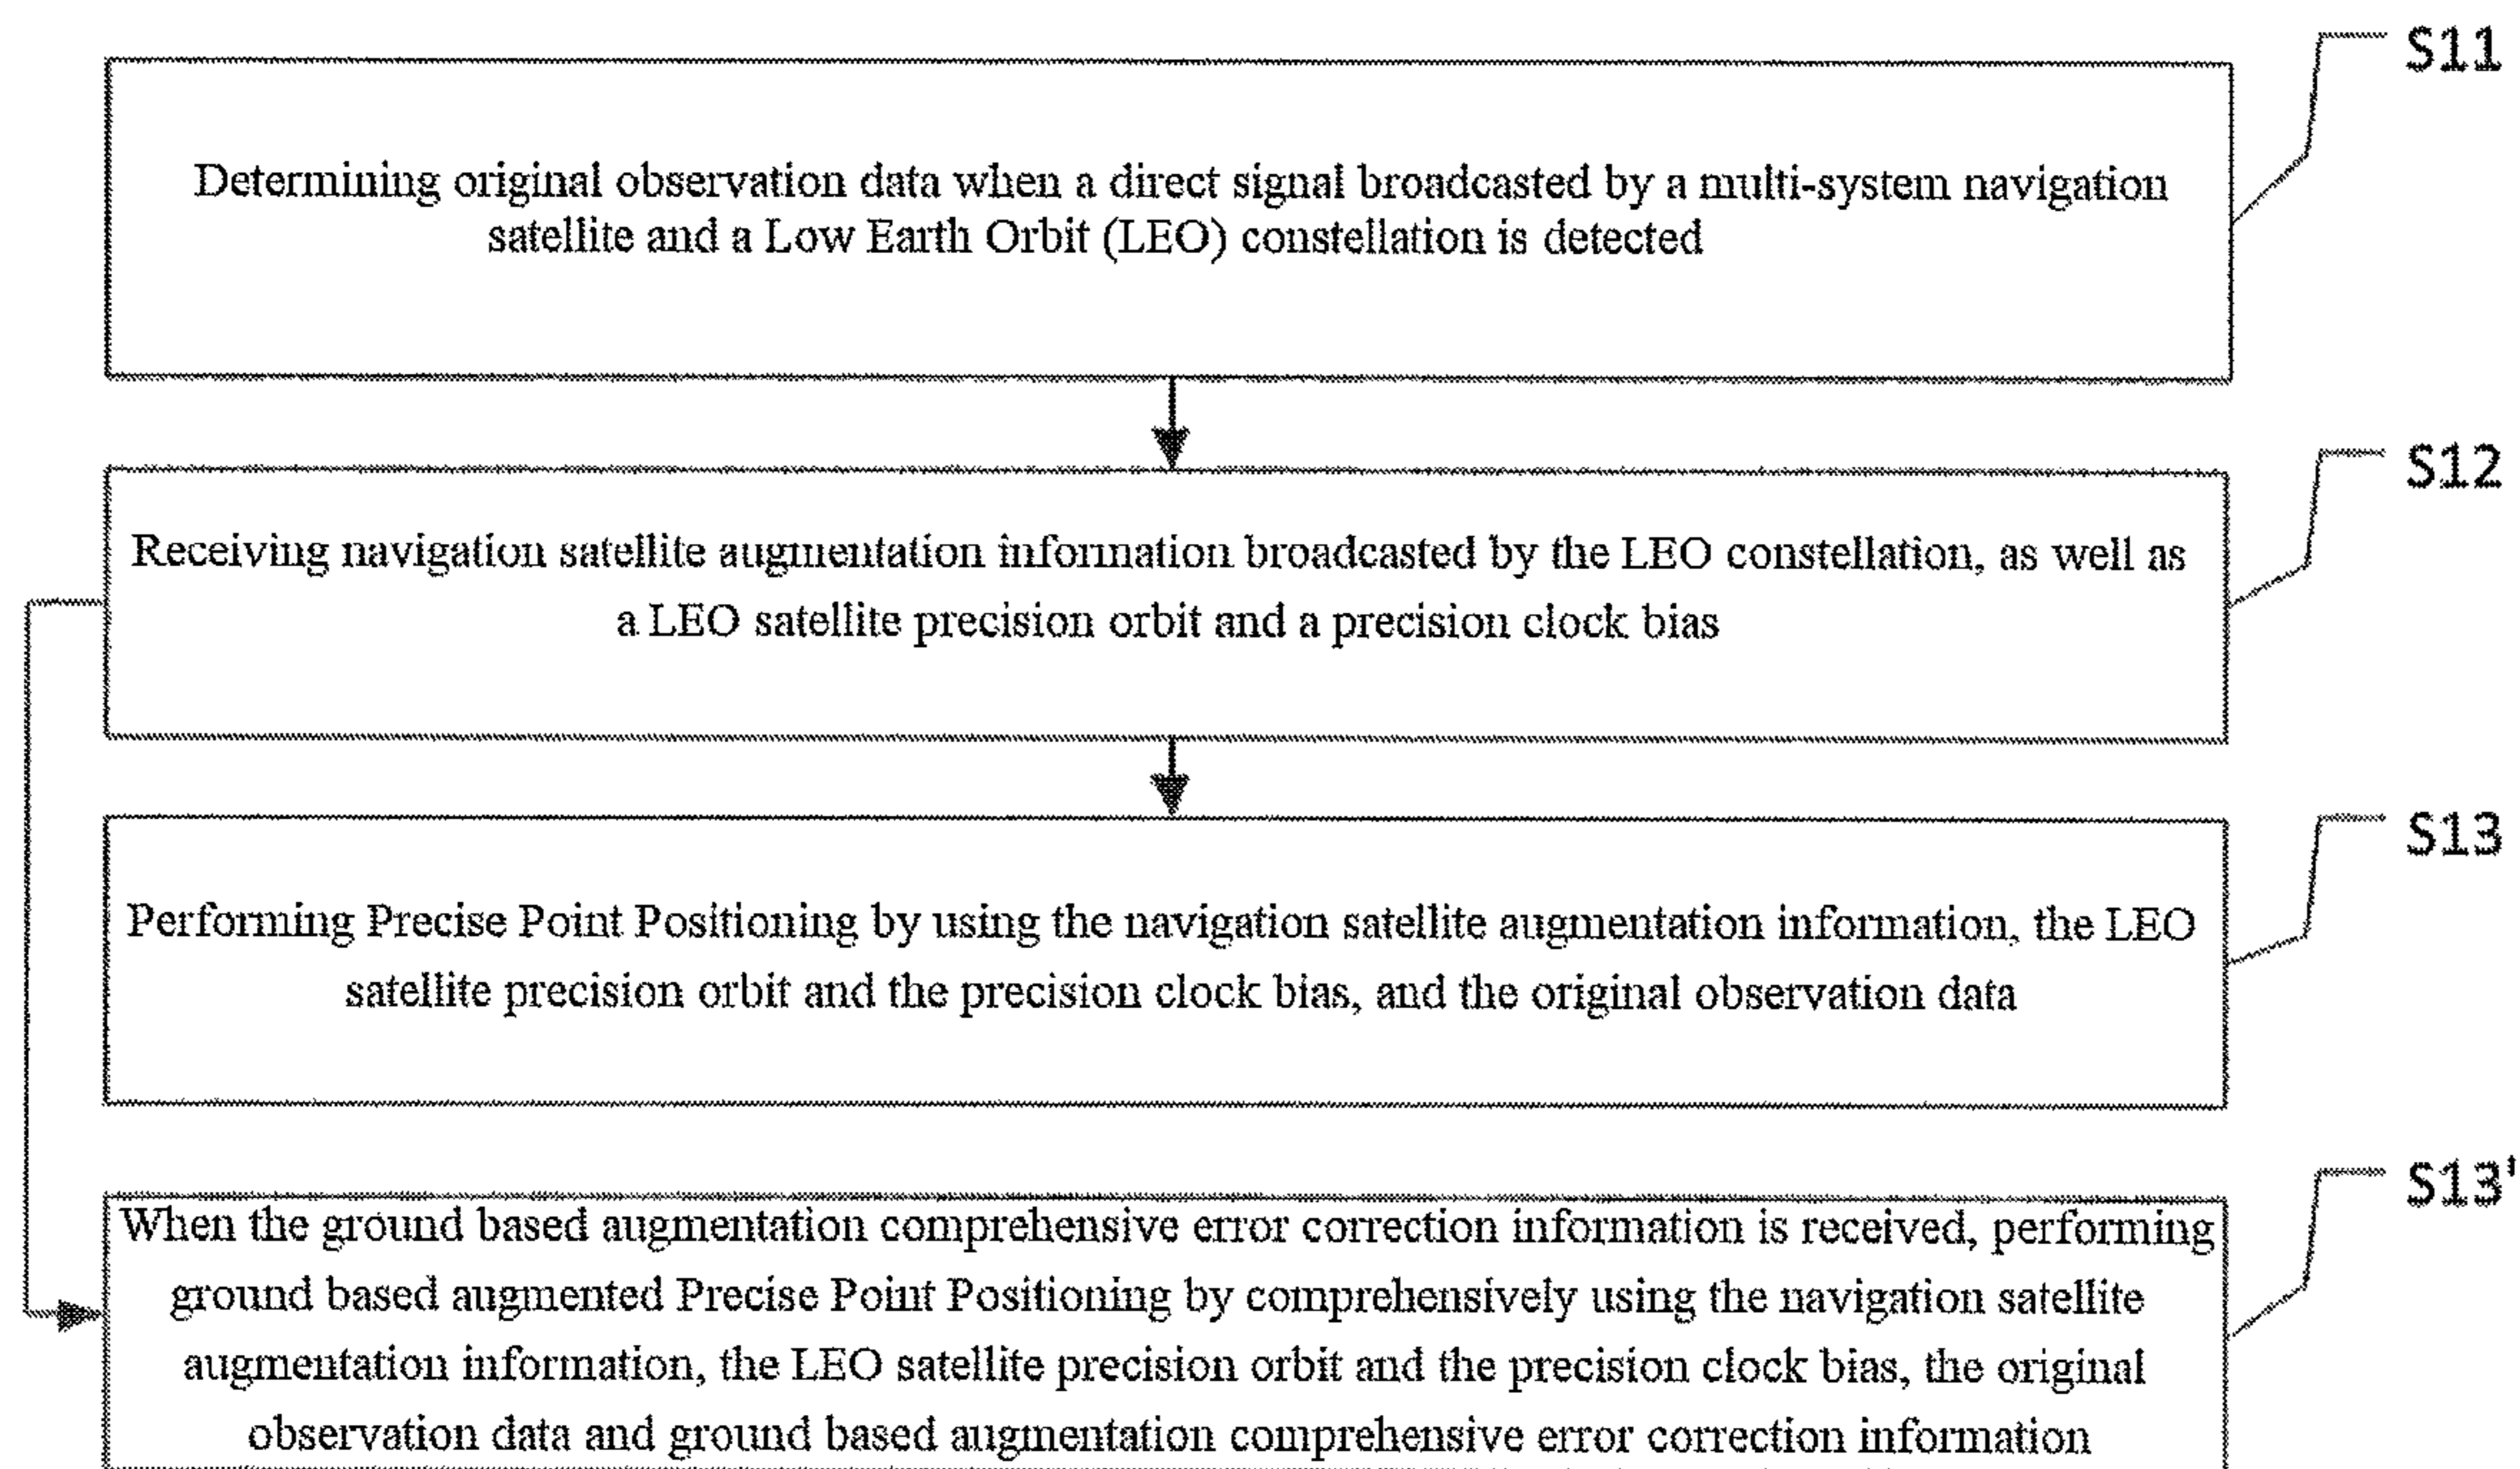 S11
Determining original observation data when a direct signal broadcasted by a multi-system navigation
satellite and a Low Earth Orbit (LEO) constellation is detected
S12
Receiving navigation satellite augmentation information broadcasted by the LEO constellation, as well as
a LEO satellite precision orbit and a precision clock bias
S13
Performing Precise Point Positioning by using the navigation satellite augmentation information, the LEO
satellite precision orbit and the precision clock bias, and the original observation data
S13'
When the ground based augmentation comprehensive error correction information is received, performing
ground based augmented Precise Point Positioning by comprehensively using the navigation satellite
augmentation information, the LEO satellite precision orbit and the precision clock bias, the original
observation data and ground based augmentation comprehensive error correction information